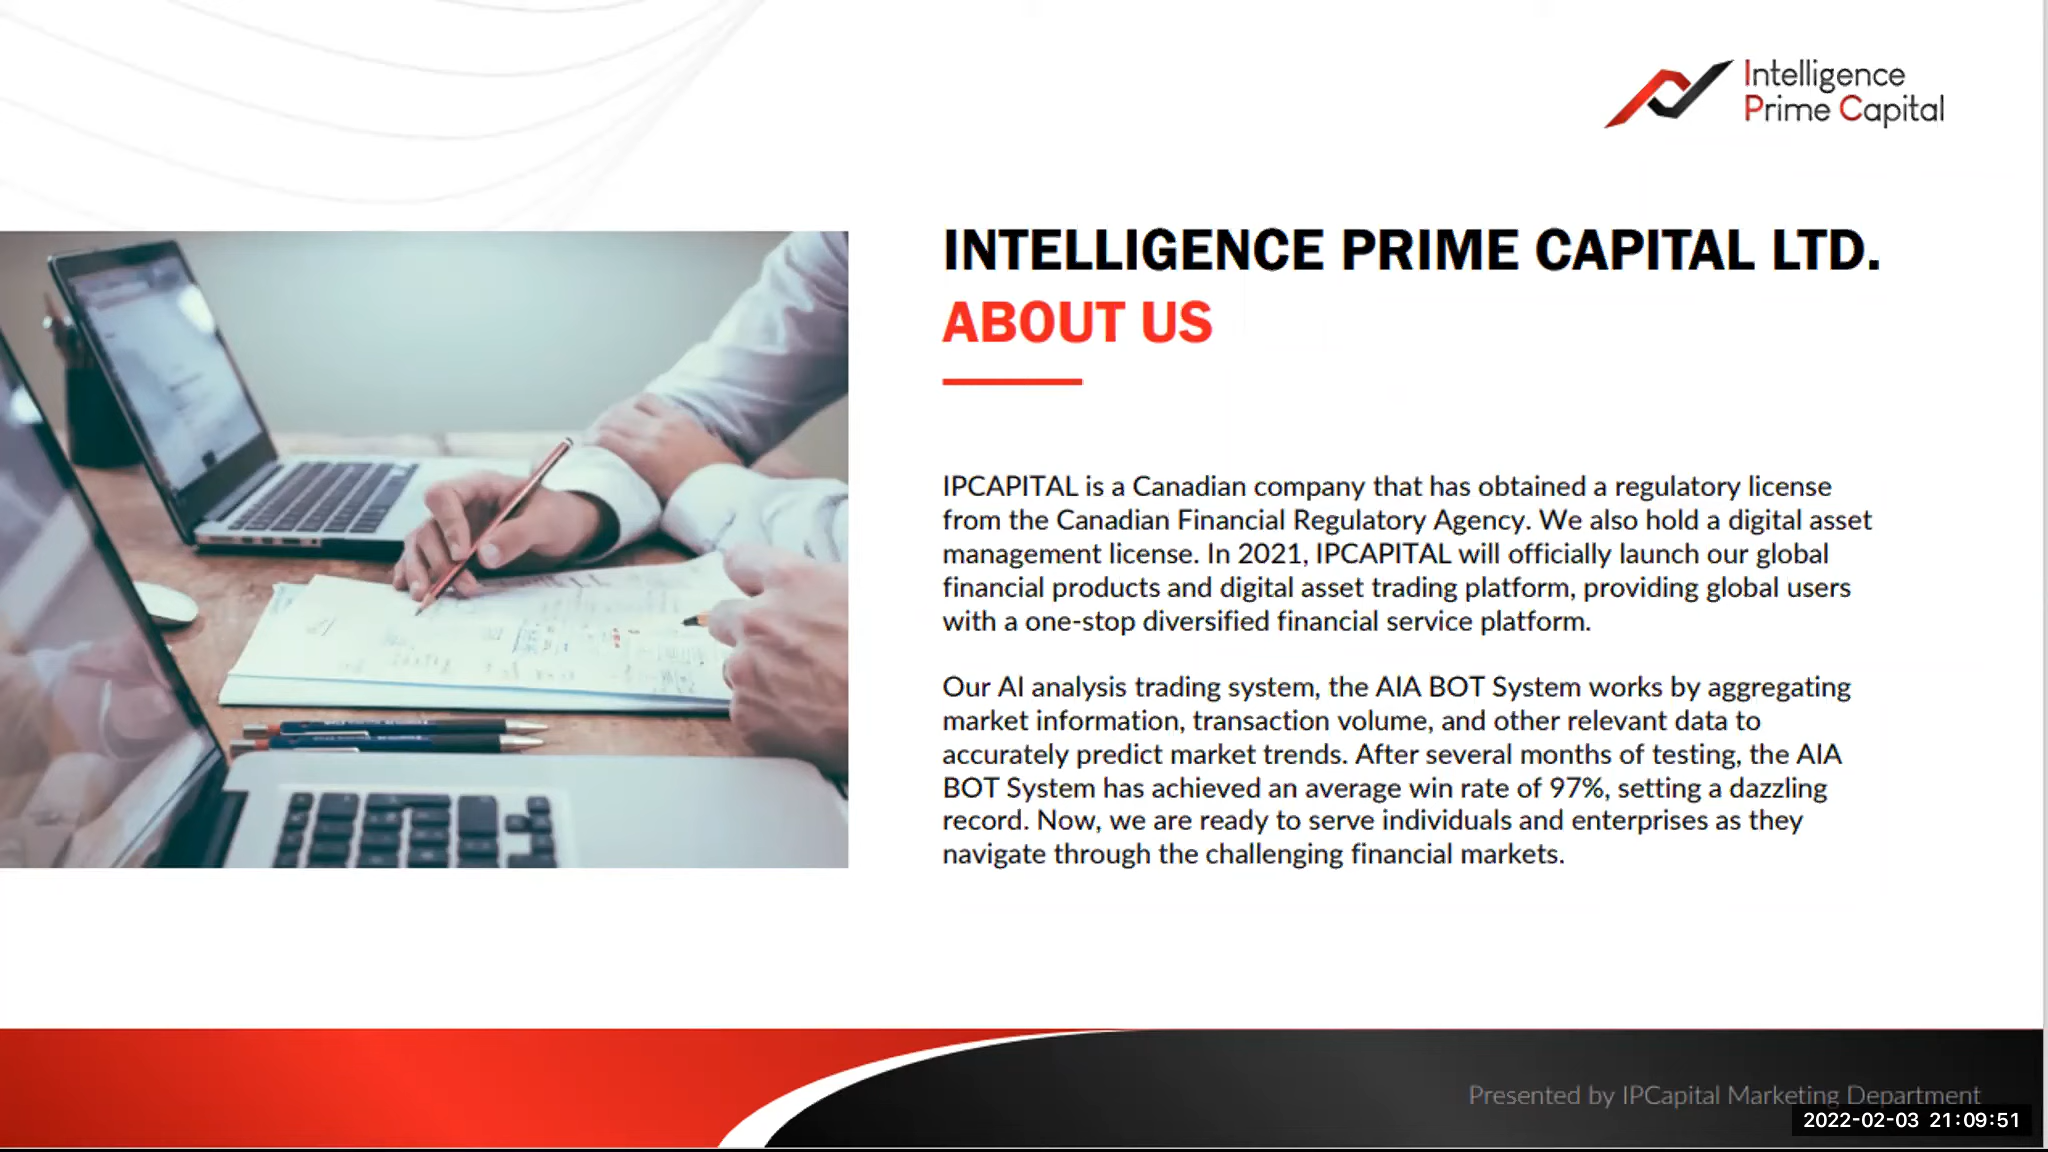 Intelligence
Prime Capital
INTELLIGENCE PRIME CAPITAL LTD.
ABOUT US
IPCAPITAL is a Canadian company that has obtained a regulatory license
from the Canadian Financial Regulatory Agency. We also hold a digital asset
management license. In 2021, IPCAPITAL will officially launch our global
financial products and digital asset trading platform, providing global users
with a one-stop diversified financial service platform.
Our AI analysis trading system, the AIA BOT System works by aggregating
market information, transaction volume, and other relevant data to
accurately predict market trends. After several months of testing, the AIA
BOT System has achieved an average win rate of 97%, setting a dazzling
record. Now, we are ready to serve individuals and enterprises as they
navigate through the challenging financial markets.
Presented by IPCapital Marketing Department
2022-02-03 21:09:51